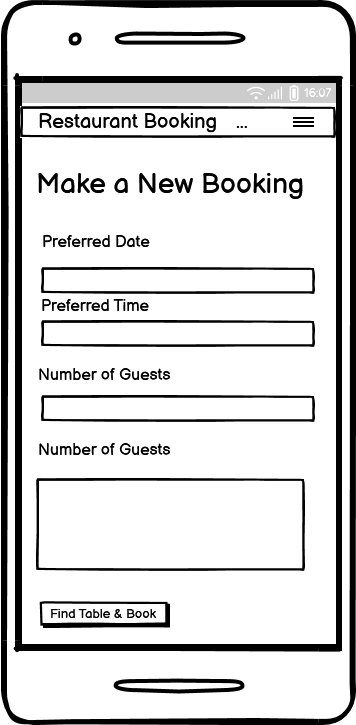 16:07
Restaurant Booking ...
Make a New Booking
Preferred Date
Preferred Time
Number of Guests
Number of Guests
Find Table & Book